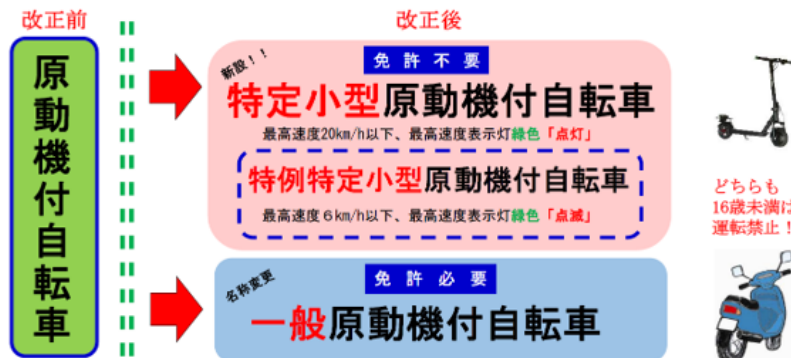 改正前
原動機付自転車
改正後
新設！！
免許不要
特定小型原動機付自転車
最高速度20km/h以下、最高速度表示灯緑色「点灯」
特例特定小型原動機付自転車
最高速度６km/h以下、最高速度表示灯緑色「点滅」
名称変更
免許必要
一般原動機付自転車
どちらも
16歳未満は
運転禁止！